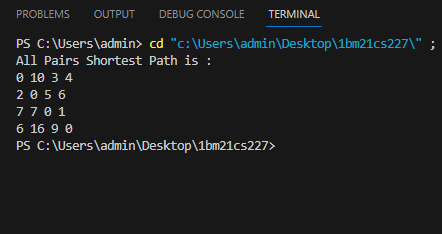 PROBLEMS OUTPUT DEBUG CONSOLE TERMINAL
PS C:\Users\admin> cd "c:\Users\admin\Desktop\1bm21cs227\" ;
All Pairs Shortest Path is :
0 10 3 4
2 0 5 6
7 7 0 1
6 16 9 0
PS C:\Users\admin\Desktop\1bm21cs227>